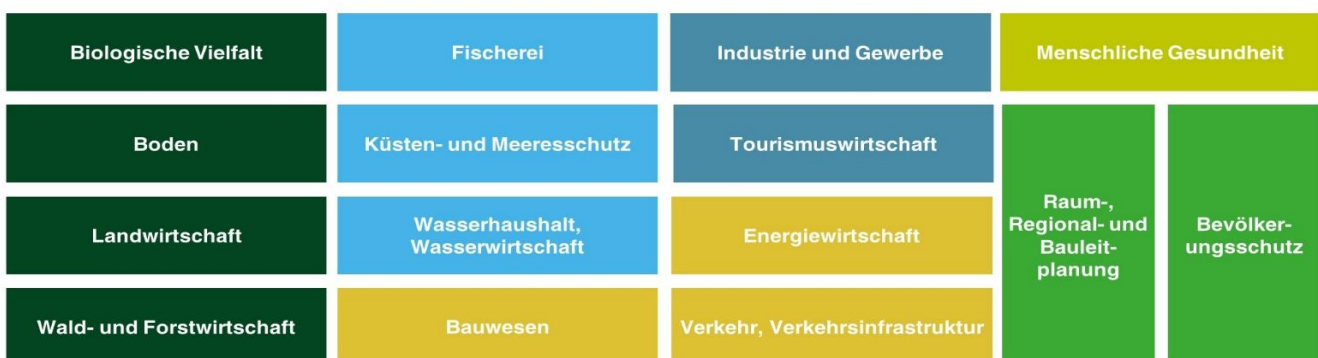 Biologische Vielfalt
Fischerei
Industrie und Gewerbe
Menschliche Gesundheit
Boden
Küsten- und Meeresschutz
Tourismuswirtschaft
Landwirtschaft
Wasserhaushalt,
Wasserwirtschaft
Energiewirtschaft
Raum-,
Regional- und
Bauleit-
planung
Bevölker-
ungsschutz
Wald- und Forstwirtschaft
Bauwesen
Verkehr, Verkehrsinfrastruktur